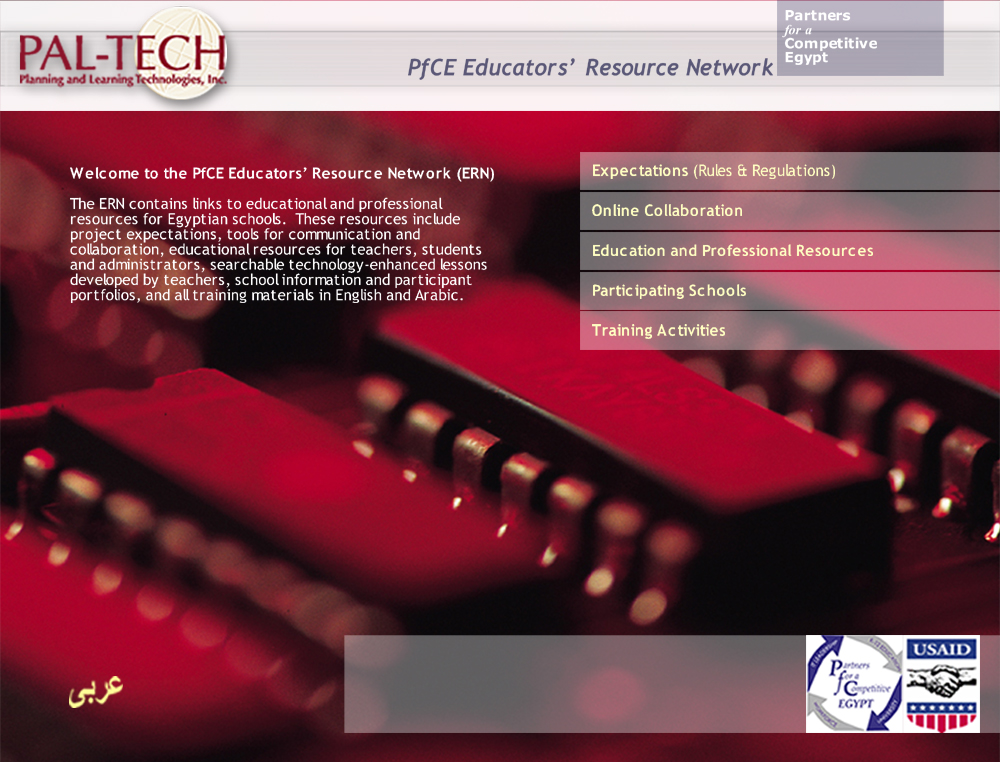 PAL-TECH
Planning and Learning Technologies, Inc.
PfCE Educators’ Resource Network
Partners
for a
Competitive
Egypt
Welcome to the PfCE Educators’ Resource Network (ERN)
The ERN contains links to educational and professional
resources for Egyptian schools. These resources include
project expectations, tools for communication and
collaboration, educational resources for teachers, students
and administrators, searchable technology-enhanced lessons
developed by teachers, school information and participant
portfolios, and all training materials in English and Arabic.
Expectations (Rules & Regulations)
Online Collaboration
Education and Professional Resources
Participating Schools
Training Activities
عربى
Partners
for a
Competitive
EGYPT
UNIVERSITY
USAID